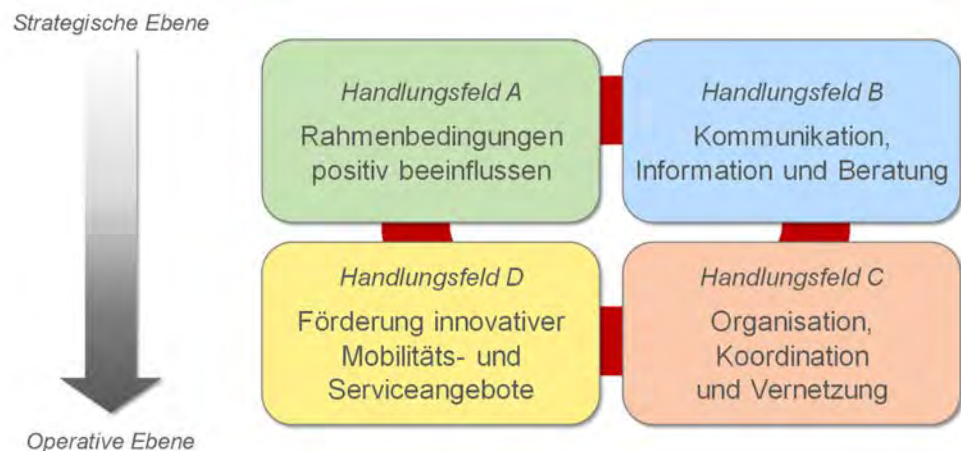 Strategische Ebene
Handlungsfeld A
Rahmenbedingungen
positiv beeinflussen
Handlungsfeld B
Kommunikation,
Information und Beratung
Handlungsfeld D
Förderung innovativer
Mobilitäts- und
Serviceangebote
Handlungsfeld C
Organisation,
Koordination
und Vernetzung
Operative Ebene